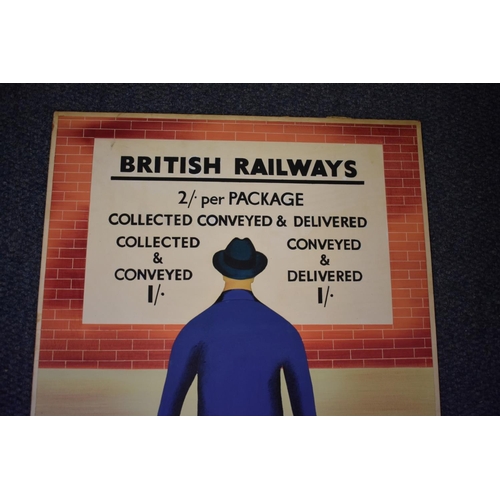 BRITISH RAILWAYS
2/· per PACKAGE
COLLECTED CONVEYED & DELIVERED
COLLECTED
&
CONVEYED
1/·
CONVEYED
&
DELIVERED
1/·